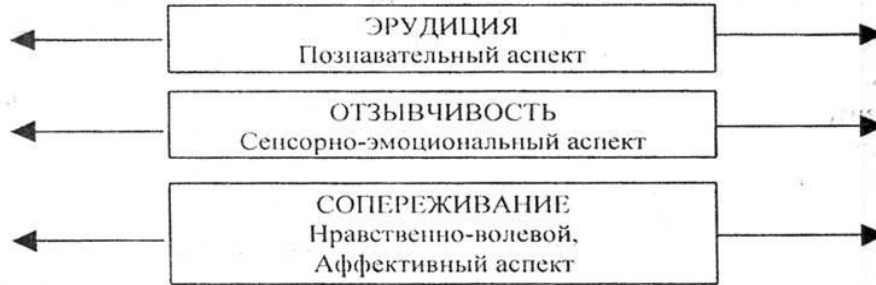 ЭРУДИЦИЯ
Познавательный аспект
ОТЗЫВЧИВОСТЬ
Сенсорно-эмоциональный аспект
СОПЕРЕЖИВАНИЕ
Нравственно-волевой,
Аффективный аспект